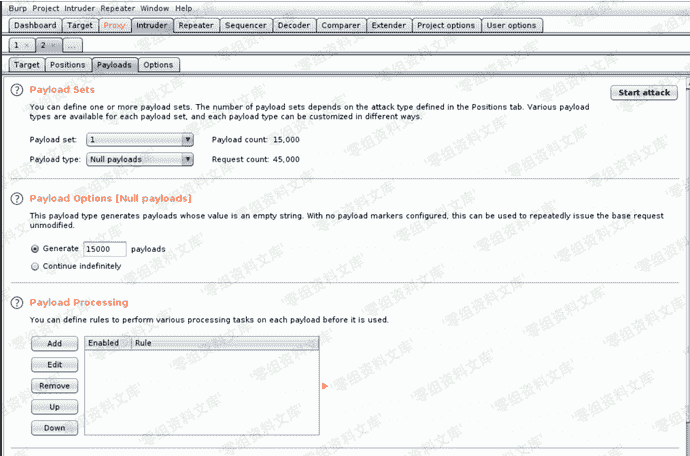 Burp Project Intruder Repeater Window Help
Dashboard Target Proxy Intruder Repeater Sequencer Decoder Comparer Extender Project options User options
1 × 2 × ...
Target Positions Payloads Options
? Payload Sets
Start attack
You can define one or more payload sets. The number of payload sets depends on the attack type defined in the Positions tab. Various payload
types are available for each payload set, and each payload type can be customized in different ways.
Payload set: 1 Payload count: 15,000
Payload type: Null payloads Request count: 45,000
? Payload Options [Null payloads]
This payload type generates payloads whose value is an empty string. With no payload markers configured, this can be used to repeatedly issue the base request
unmodified.
Generate 15000 payloads
Continue indefinitely
? Payload Processing
You can define rules to perform various processing tasks on each payload before it is used.
Add Enabled Rule
Edit
Remove
Up
Down
'零组资料文库'